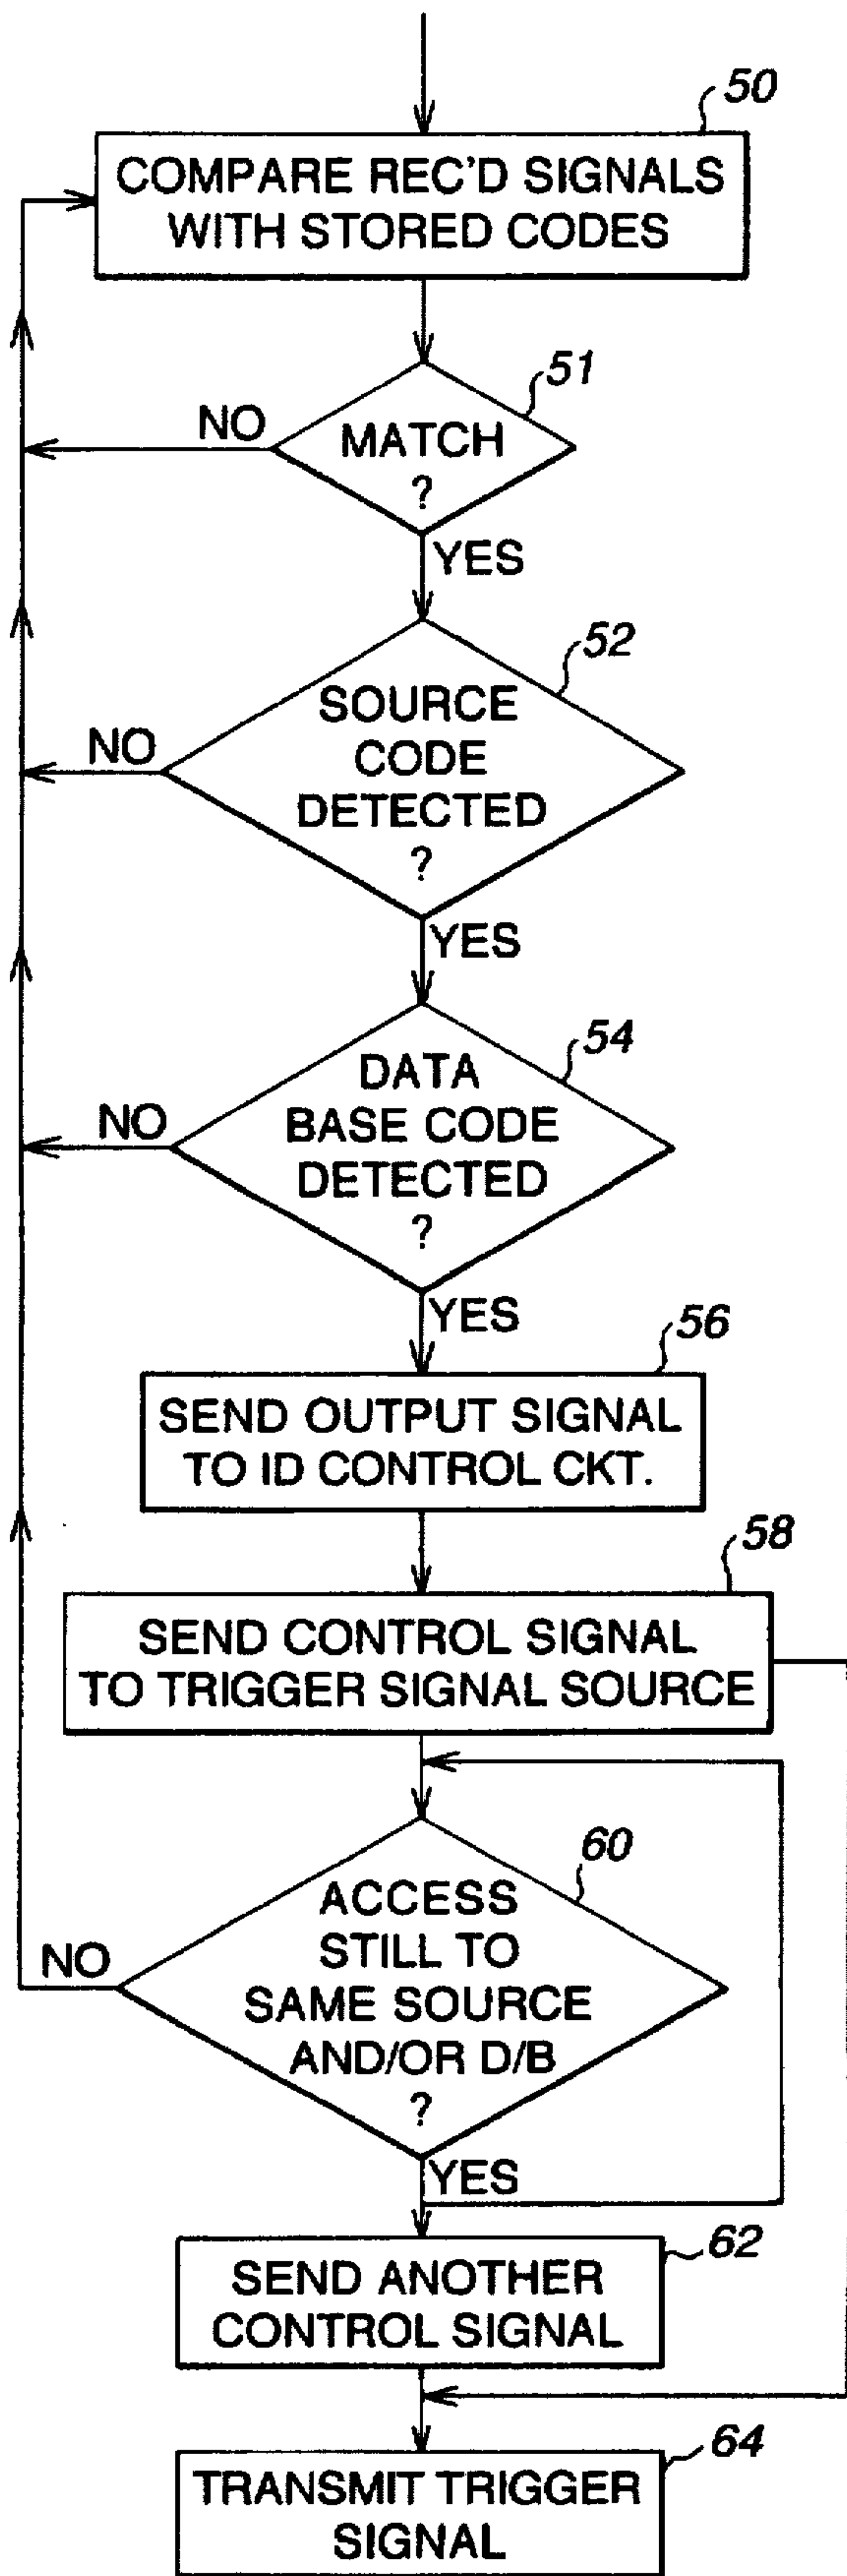 50
COMPARE REC'D SIGNALS
WITH STORED CODES
51
NO
MATCH
?
YES
52
SOURCE
CODE
DETECTED
?
NO
YES
54
DATA
BASE CODE
DETECTED
?
NO
YES
56
SEND OUTPUT SIGNAL
TO ID CONTROL CKT.
58
SEND CONTROL SIGNAL
TO TRIGGER SIGNAL SOURCE
60
ACCESS
STILL TO
SAME SOURCE
AND/OR D/B
?
NO
YES
62
SEND ANOTHER
CONTROL SIGNAL
64
TRANSMIT TRIGGER
SIGNAL